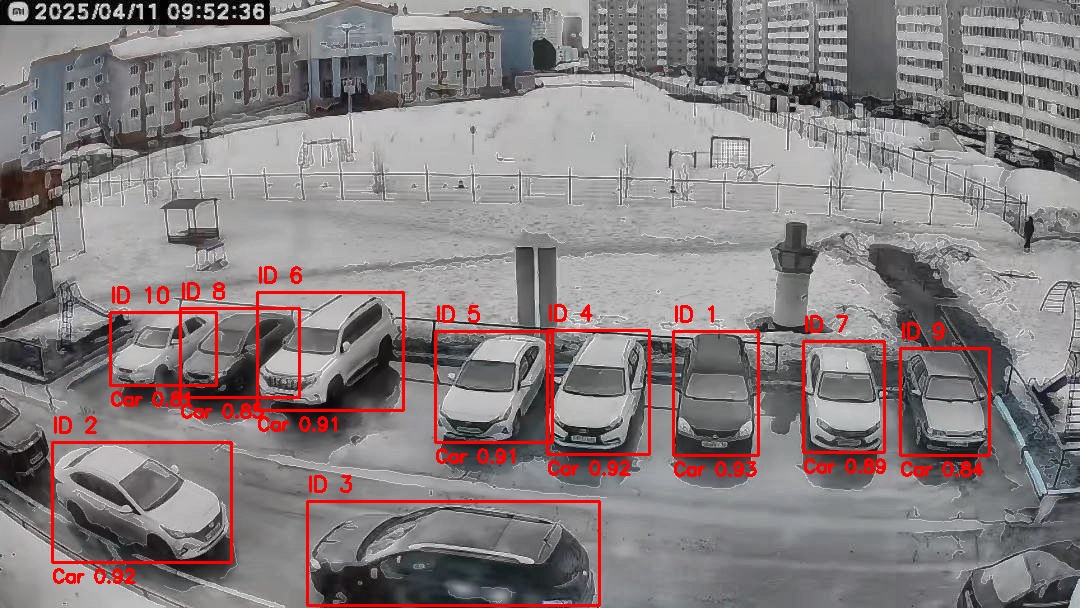 mi 2025/04/11 09:52:36
ID 6
ID 10
ID 8
ID 5
ID 4
ID 1
ID 7
ID 9
Car 0.81
Car 0.85
Car 0.91
Car 0.91
Car 0.92
Car 0.93
Car 0.89
Car 0.84
ID 2
ID 3
Car 0.92